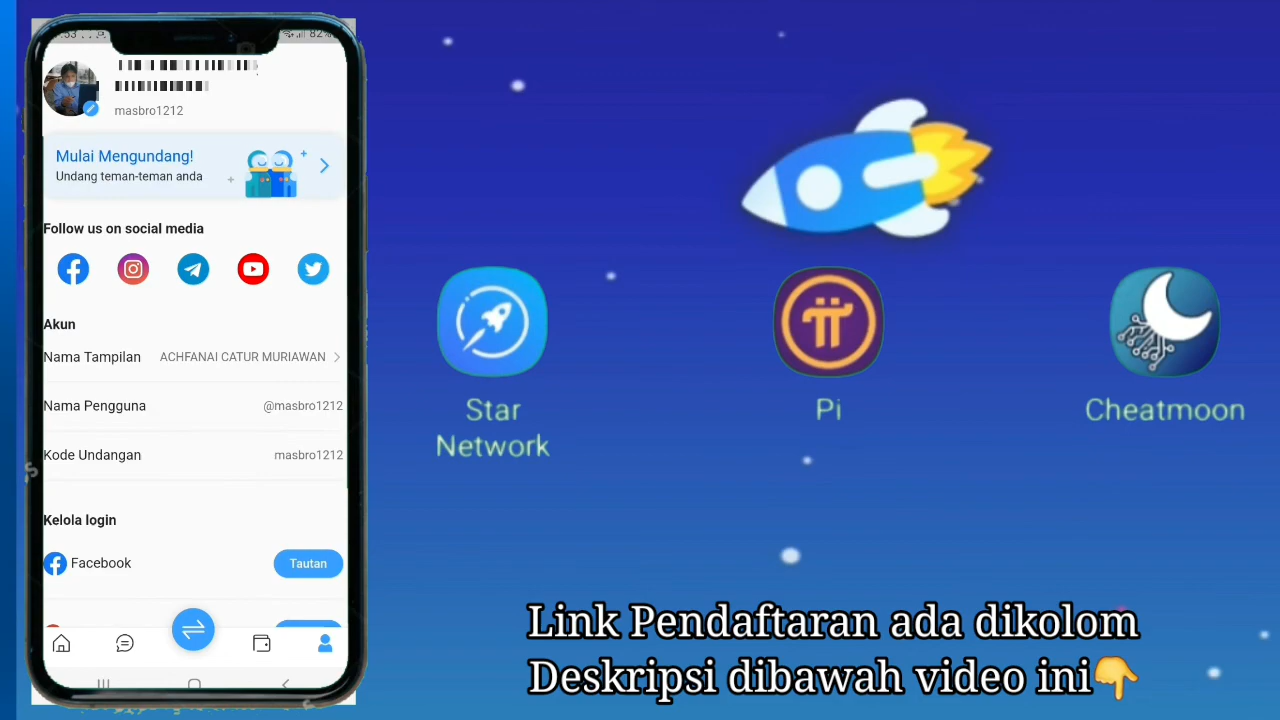 82%
masbro1212
Mulai Mengundang!
Undang teman-teman anda
Follow us on social media
Akun
Nama Tampilan ACHFANAI CATUR MURIAWAN
Nama Pengguna @masbro1212
Kode Undangan masbro1212
Kelola login
Facebook Tautan
Star
Network
Pi
Cheatmoon
Link Pendaftaran ada dikolom
Deskripsi dibawah video ini👇